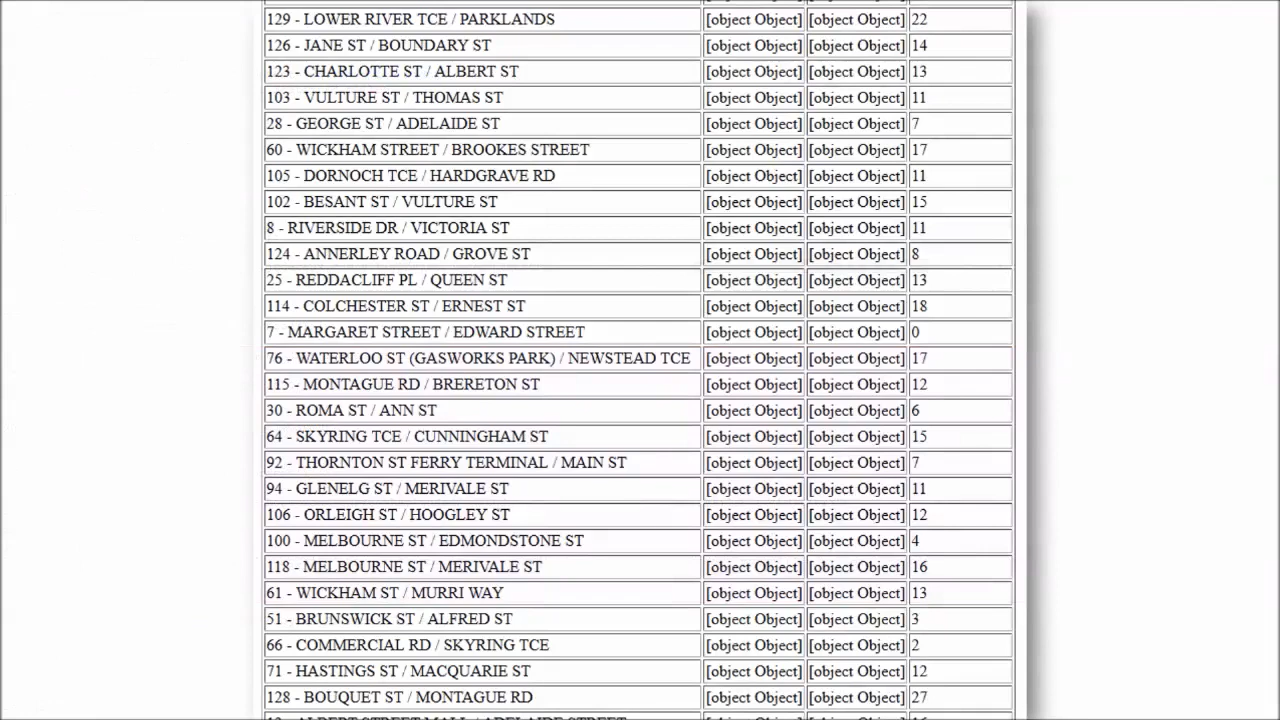 129 - LOWER RIVER TCE / PARKLANDS [object Object] [object Object] 22
126 - JANE ST / BOUNDARY ST [object Object] [object Object] 14
123 - CHARLOTTE ST / ALBERT ST [object Object] [object Object] 13
103 - VULTURE ST / THOMAS ST [object Object] [object Object] 11
28 - GEORGE ST / ADELAIDE ST [object Object] [object Object] 7
60 - WICKHAM STREET / BROOKES STREET [object Object] [object Object] 17
105 - DORNOCH TCE / HARDGRAVE RD [object Object] [object Object] 11
102 - BESANT ST / VULTURE ST [object Object] [object Object] 15
8 - RIVERSIDE DR / VICTORIA ST [object Object] [object Object] 11
124 - ANNERLEY ROAD / GROVE ST [object Object] [object Object] 8
25 - REDDACLIFF PL / QUEEN ST [object Object] [object Object] 13
114 - COLCHESTER ST / ERNEST ST [object Object] [object Object] 18
7 - MARGARET STREET / EDWARD STREET [object Object] [object Object] 0
76 - WATERLOO ST (GASWORKS PARK) / NEWSTEAD TCE [object Object] [object Object] 17
115 - MONTAGUE RD / BRERETON ST [object Object] [object Object] 12
30 - ROMA ST / ANN ST [object Object] [object Object] 6
64 - SKYRING TCE / CUNNINGHAM ST [object Object] [object Object] 15
92 - THORNTON ST FERRY TERMINAL / MAIN ST [object Object] [object Object] 7
94 - GLENELG ST / MERIVALE ST [object Object] [object Object] 11
106 - ORLEIGH ST / HOOGLEY ST [object Object] [object Object] 12
100 - MELBOURNE ST / EDMONDSTONE ST [object Object] [object Object] 4
118 - MELBOURNE ST / MERIVALE ST [object Object] [object Object] 16
61 - WICKHAM ST / MURRI WAY [object Object] [object Object] 13
51 - BRUNSWICK ST / ALFRED ST [object Object] [object Object] 3
66 - COMMERCIAL RD / SKYRING TCE [object Object] [object Object] 2
71 - HASTINGS ST / MACQUARIE ST [object Object] [object Object] 12
128 - BOUQUET ST / MONTAGUE RD [object Object] [object Object] 27